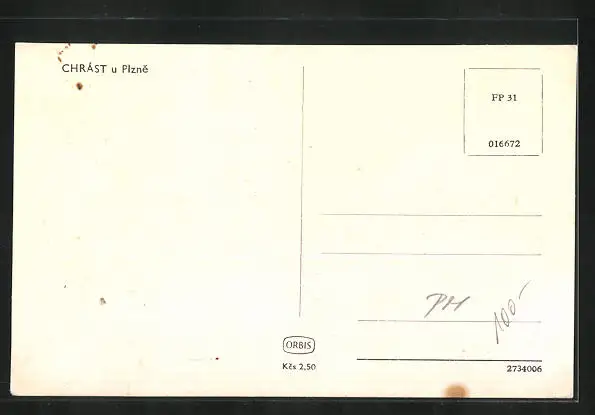 CHRÁST u Plzně
FP 31
016672
PH
100,-
ORBIS
Kčs 2,50
2734006